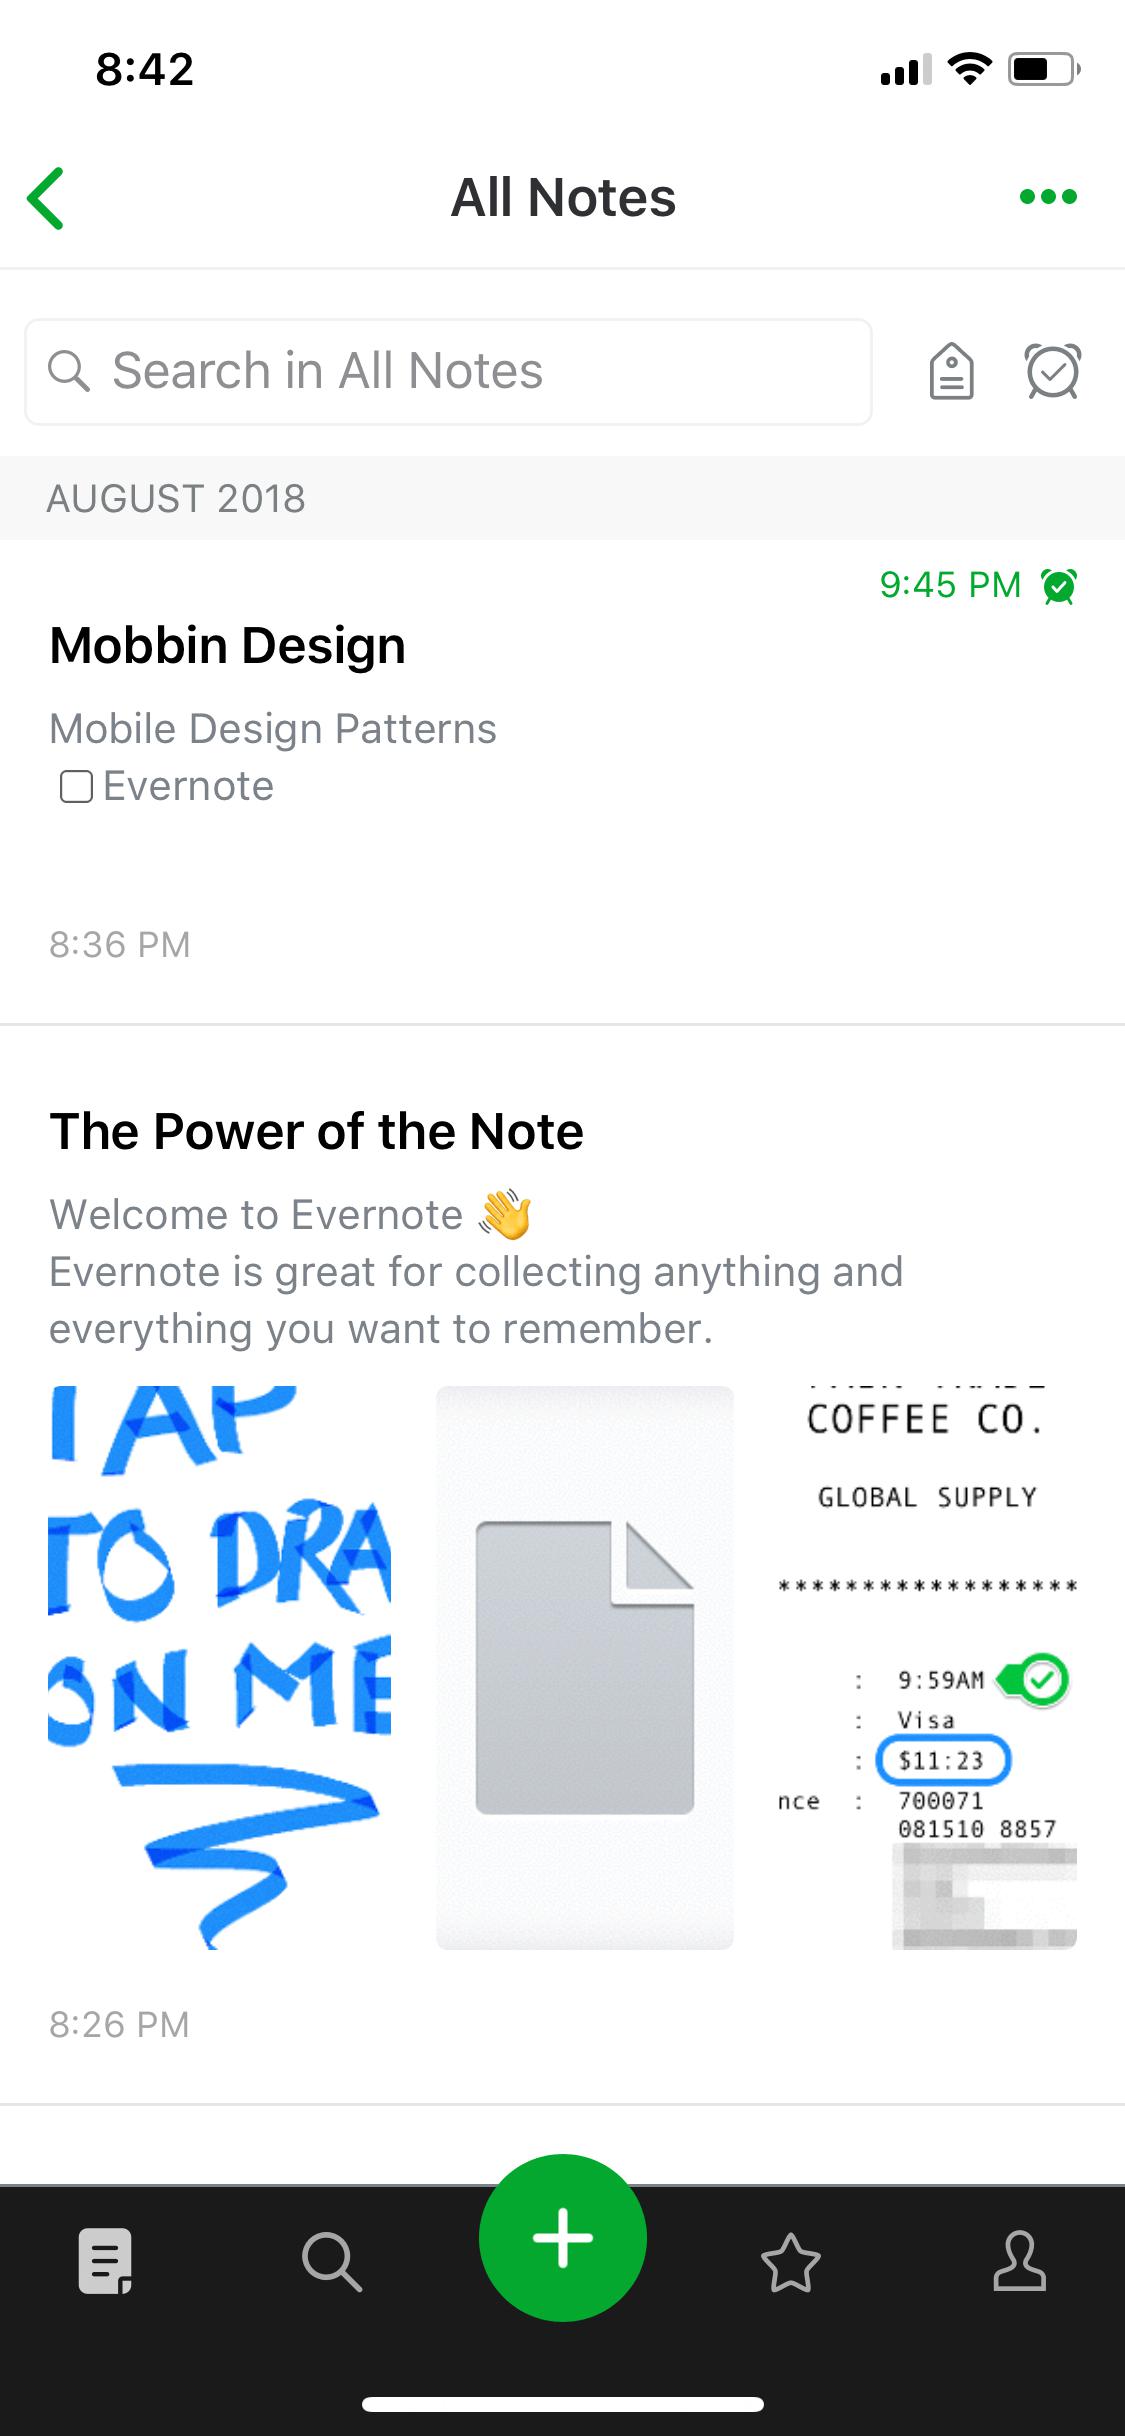 8:42
All Notes
Search in All Notes
AUGUST 2018
9:45 PM
Mobbin Design
Mobile Design Patterns
Evernote
8:36 PM
The Power of the Note
Welcome to Evernote 👋
Evernote is great for collecting anything and
everything you want to remember.
TAP
TO DRA
ON ME
COFFEE CO.
GLOBAL SUPPLY
******************
: 9:59AM
: Visa
: $11:23
nce : 700071
081510 8857
8:26 PM